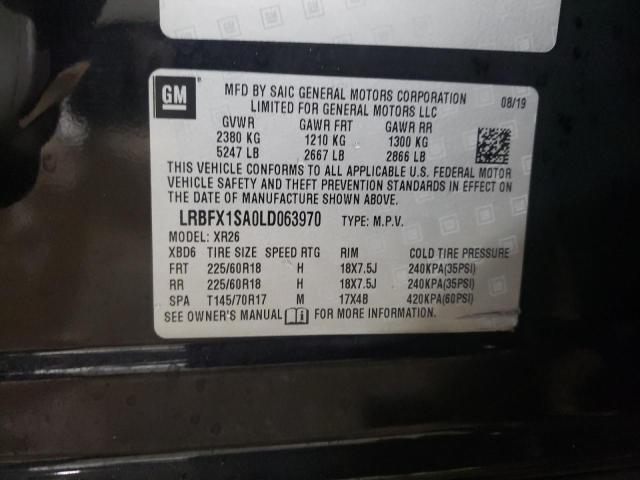 GM
MFD BY SAIC GENERAL MOTORS CORPORATION 08/19
LIMITED FOR GENERAL MOTORS LLC
GVWR GAWR FRT GAWR RR
2380 KG 1210 KG 1300 KG
5247 LB 2667 LB 2866 LB
THIS VEHICLE CONFORMS TO ALL APPLICABLE U.S. FEDERAL MOTOR
VEHICLE SAFETY AND THEFT PREVENTION STANDARDS IN EFFECT ON
THE DATE OF MANUFACTURE SHOWN ABOVE.
LRBFX1SA0LD063970 TYPE: M.P.V.
MODEL: XR26
XBD6 TIRE SIZE SPEED RTG RIM COLD TIRE PRESSURE
FRT 225/60R18 H 18X7.5J 240KPA(35PSI)
RR 225/60R18 H 18X7.5J 240KPA(35PSI)
SPA T145/70R17 M 17X4B 420KPA(60PSI)
SEE OWNER'S MANUAL FOR MORE INFORMATION.